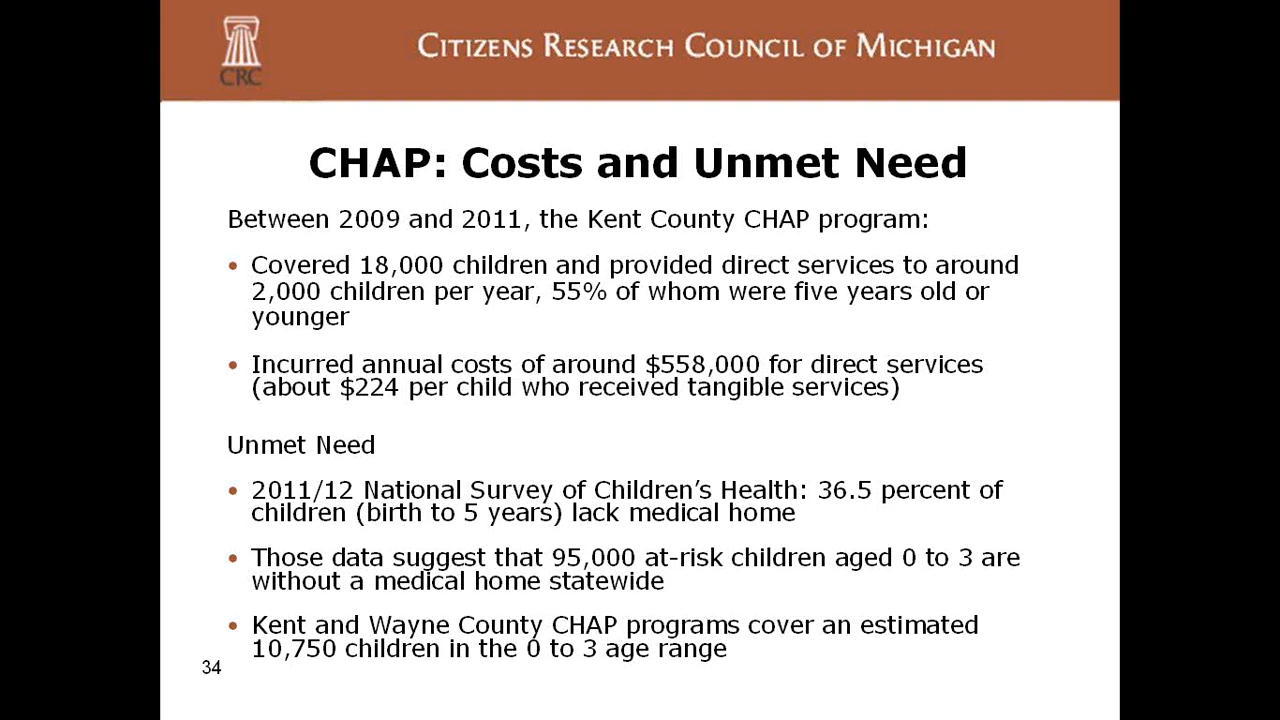 CRC
CITIZENS RESEARCH COUNCIL OF MICHIGAN
CHAP: Costs and Unmet Need
Between 2009 and 2011, the Kent County CHAP program:
• Covered 18,000 children and provided direct services to around
2,000 children per year, 55% of whom were five years old or
younger
• Incurred annual costs of around $558,000 for direct services
(about $224 per child who received tangible services)
Unmet Need
• 2011/12 National Survey of Children’s Health: 36.5 percent of
children (birth to 5 years) lack medical home
• Those data suggest that 95,000 at-risk children aged 0 to 3 are
without a medical home statewide
• Kent and Wayne County CHAP programs cover an estimated
10,750 children in the 0 to 3 age range
34